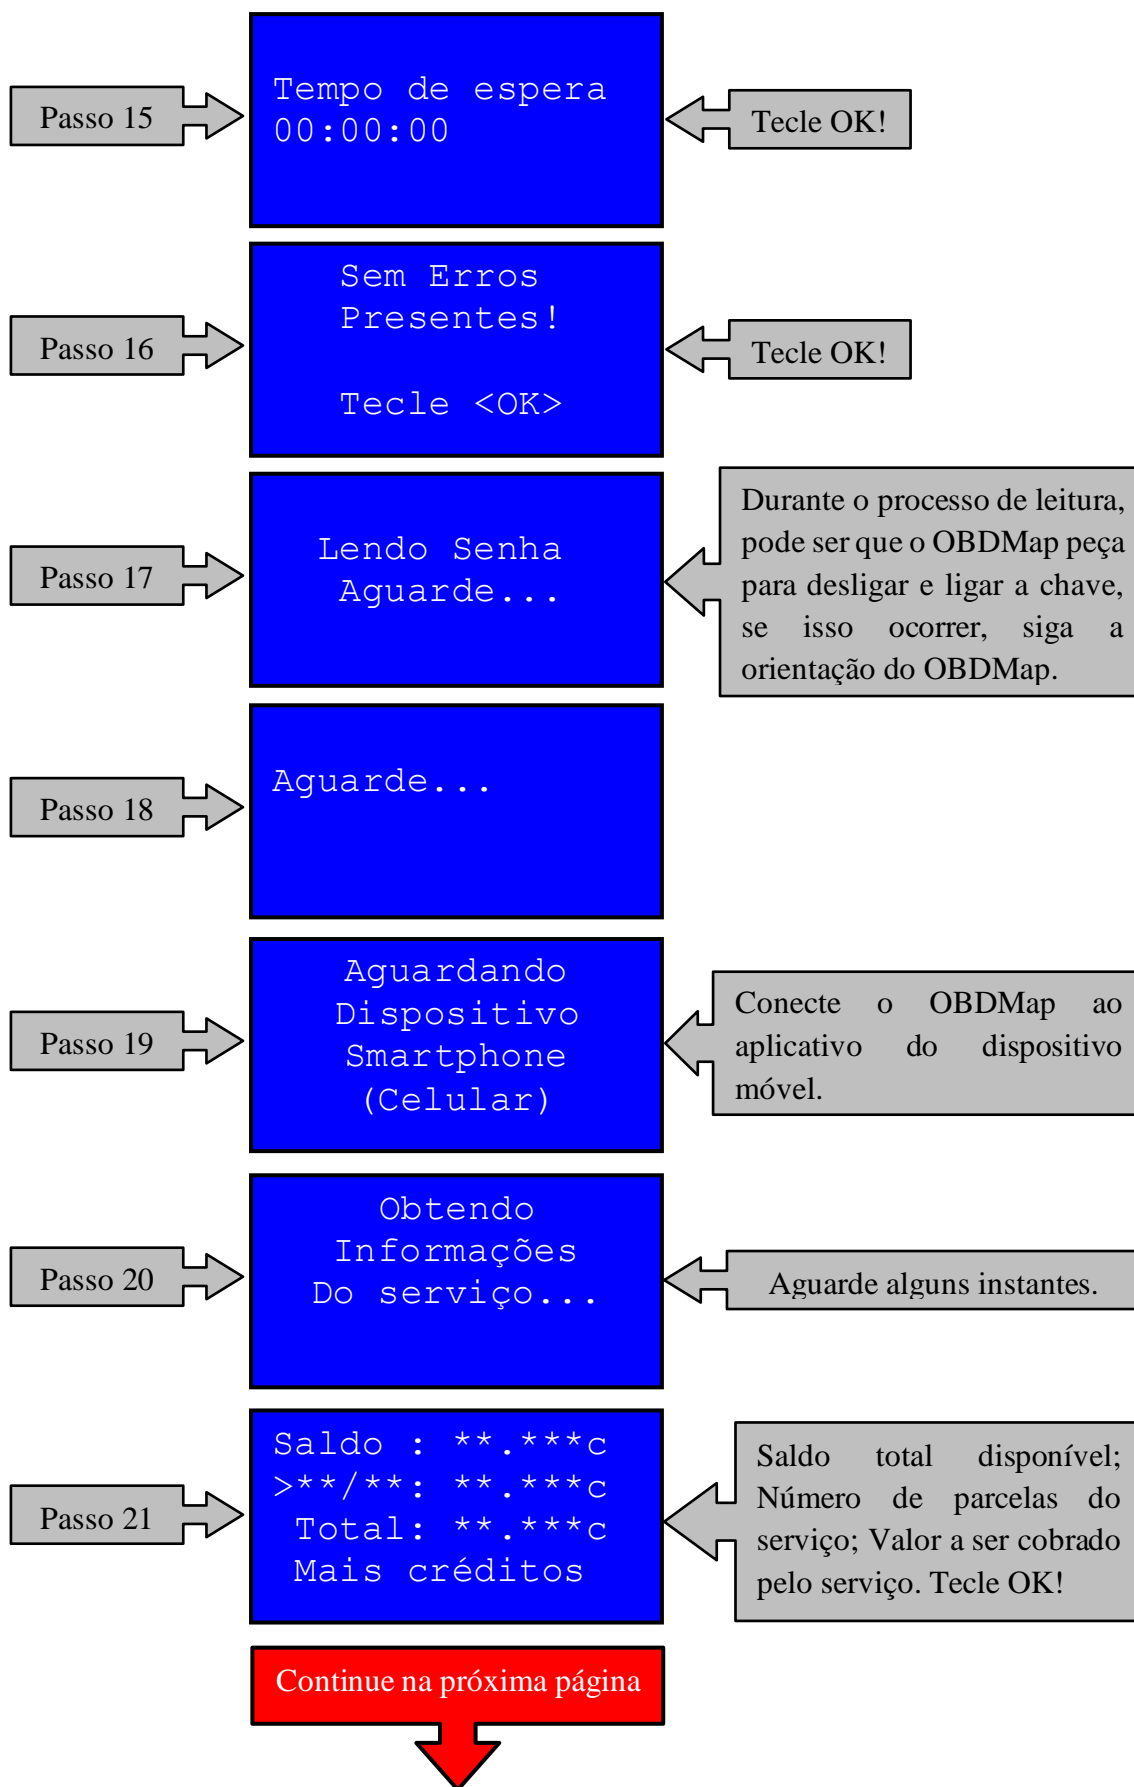 Passo 15
Tempo de espera
00:00:00
Tecle OK!
Passo 16
Sem Erros
Presentes!
Tecle <OK>
Tecle OK!
Passo 17
Lendo Senha
Aguarde...
Durante o processo de leitura,
pode ser que o OBDMap peça
para desligar e ligar a chave,
se isso ocorrer, siga a
orientação do OBDMap.
Passo 18
Aguarde...
Passo 19
Aguardando
Dispositivo
Smartphone
(Celular)
Conecte o OBDMap ao
aplicativo do dispositivo
móvel.
Passo 20
Obtendo
Informações
Do serviço...
Aguarde alguns instantes.
Passo 21
Saldo : **.***c
>**/**: **.***c
Total: **.***c
Mais créditos
Saldo total disponível;
Número de parcelas do
serviço; Valor a ser cobrado
pelo serviço. Tecle OK!
Continue na próxima página